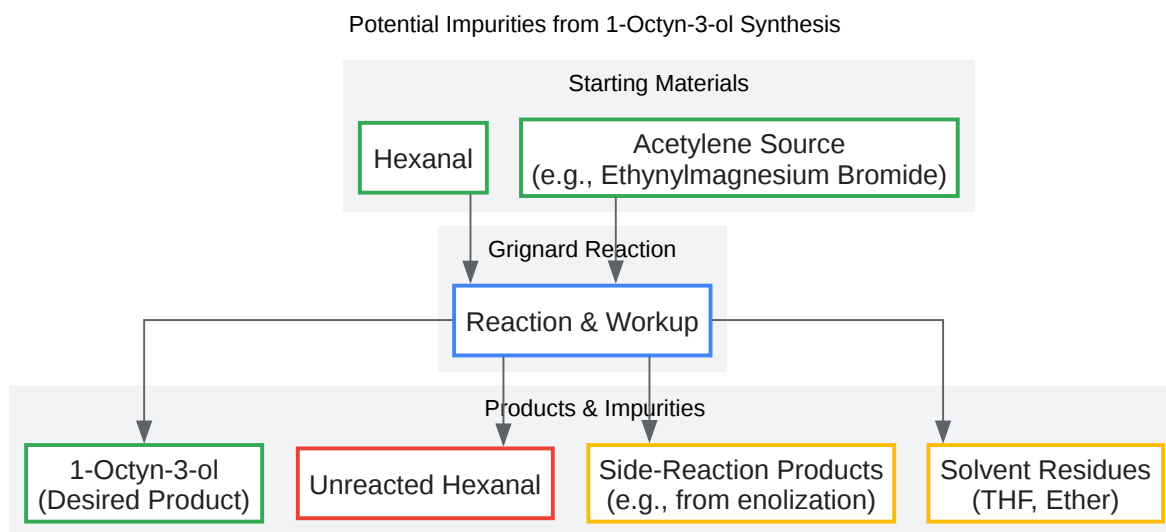 Potential Impurities from 1-Octyn-3-ol Synthesis
Starting Materials
Hexanal
Acetylene Source
(e.g., Ethynylmagnesium Bromide)
Grignard Reaction
Reaction & Workup
Products & Impurities
1-Octyn-3-ol
(Desired Product)
Unreacted Hexanal
Side-Reaction Products
(e.g., from enolization)
Solvent Residues
(THF, Ether)